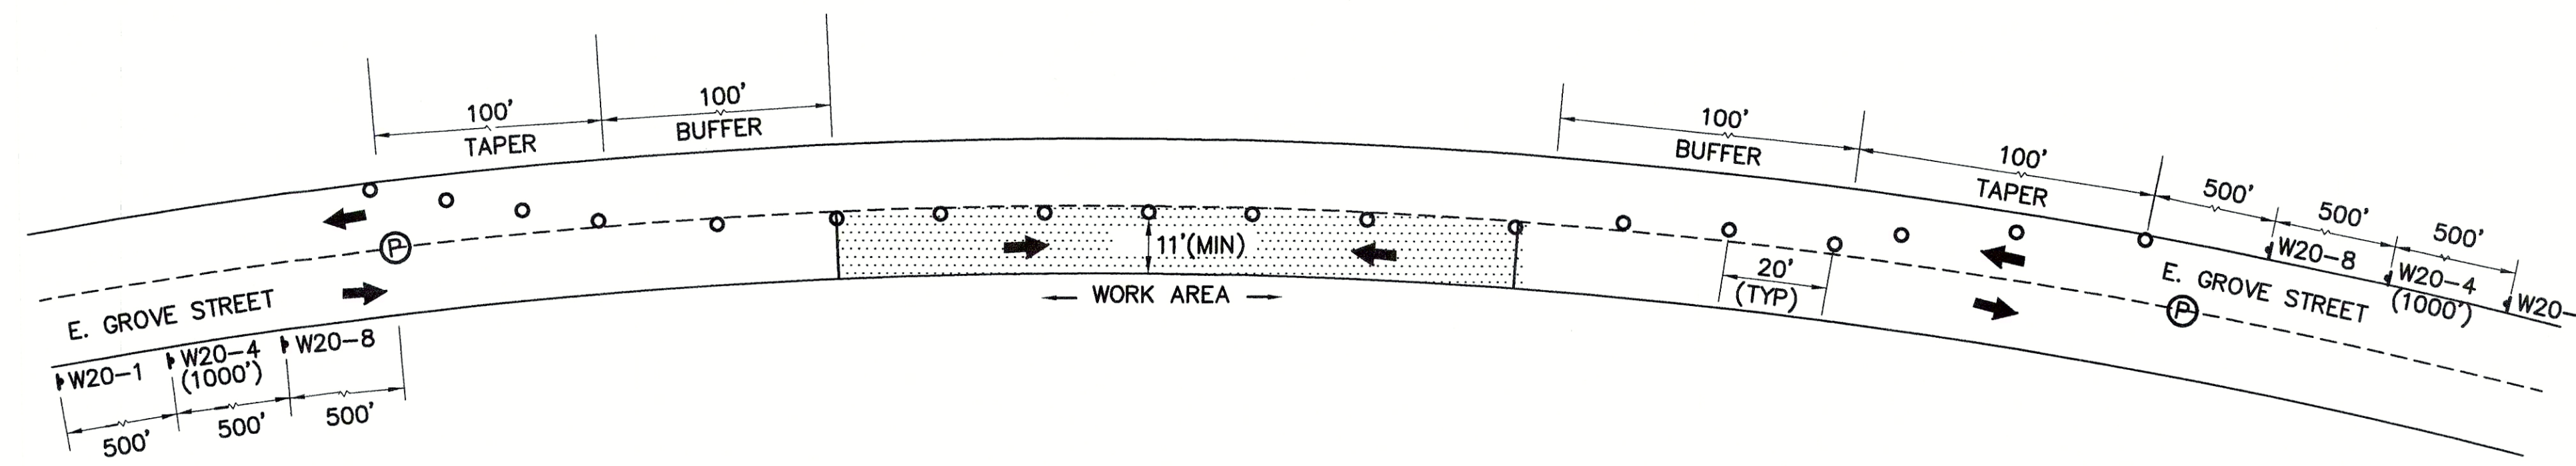 100'
TAPER
100'
BUFFER
100'
BUFFER
100'
TAPER
500'
500'
500'
P
11'(MIN)
WORK AREA
20'
(TYP)
P
W20-8
W20-4
(1000')
W20-
E. GROVE STREET
E. GROVE STREET
W20-1
W20-4
(1000')
W20-8
500'
500'
500'